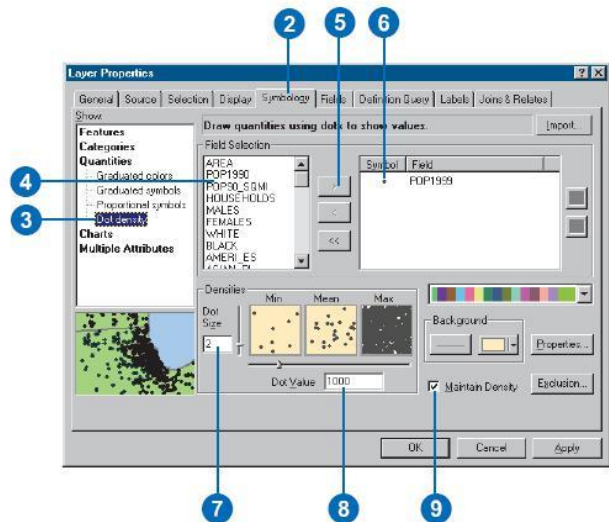 2
5
6
Layer Properties
General Source Selection Display Symbology Fields Definition Query Labels Joins & Relates
Show:
Features
Categories
Quantities
Graduated colors
Graduated symbols
Proportional symbols
Dot density
Charts
Multiple Attributes
Draw quantities using dots to show values.
Import...
Field Selection
AREA
POP1990
POP90_SQMI
HOUSEHOLDS
MALES
FEMALES
WHITE
BLACK
AMERI_ES
>
<
<<
Symbol Field
POP1999
4
3
Densities
Dot Size
2
Min Mean Max
Dot Value 1000
Background
Properties...
Maintain Density
Exclusion...
OK Cancel Apply
7
8
9